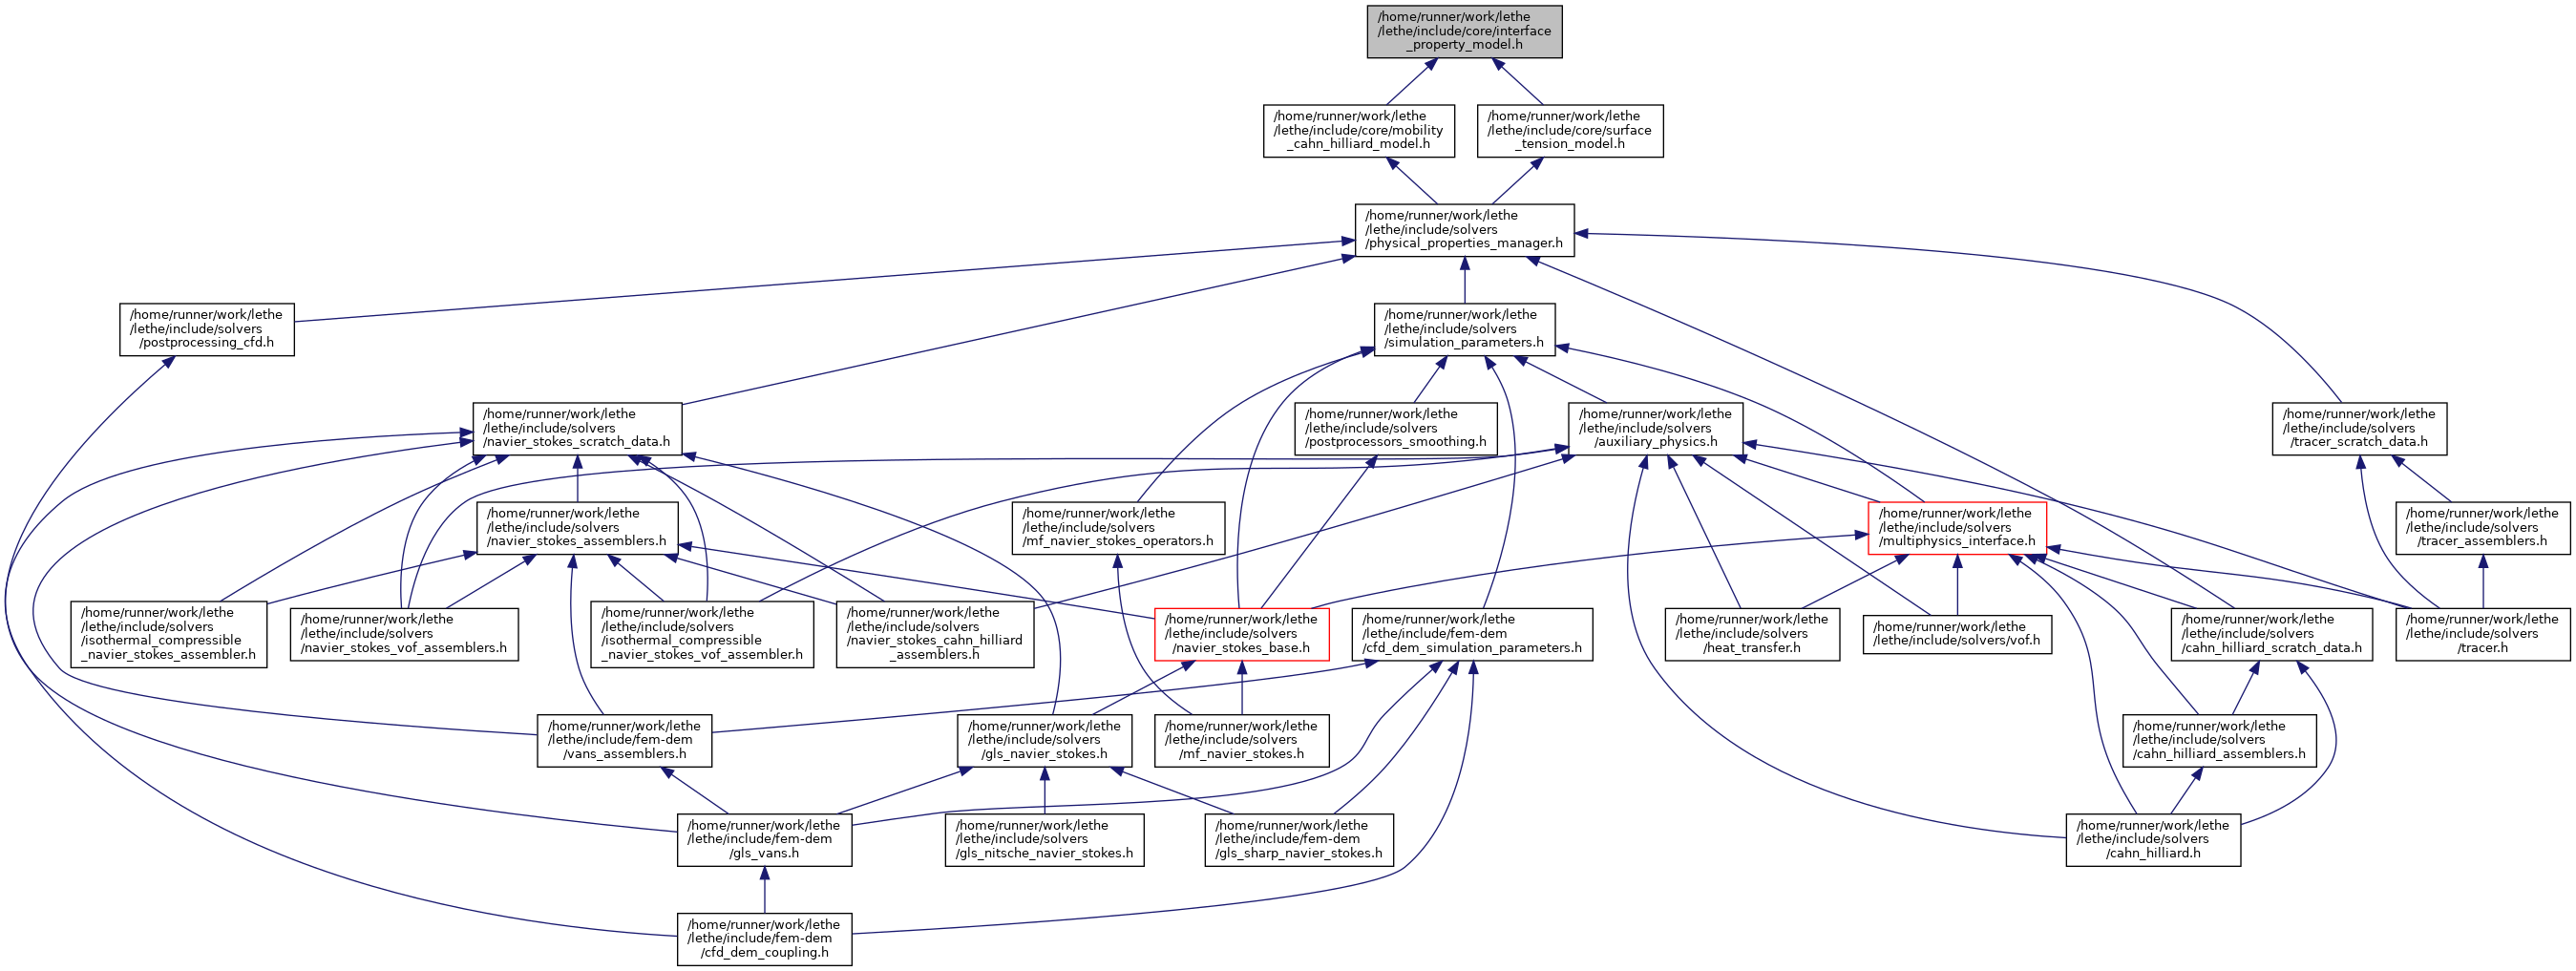 /home/runner/work/lethe
/lethe/include/core/interface
_property_model.h
/home/runner/work/lethe
/lethe/include/core/mobility
_cahn_hilliard_model.h
/home/runner/work/lethe
/lethe/include/core/surface
_tension_model.h
/home/runner/work/lethe
/lethe/include/solvers
/physical_properties_manager.h
/home/runner/work/lethe
/lethe/include/solvers
/postprocessing_cfd.h
/home/runner/work/lethe
/lethe/include/solvers
/simulation_parameters.h
/home/runner/work/lethe
/lethe/include/solvers
/navier_stokes_scratch_data.h
/home/runner/work/lethe
/lethe/include/solvers
/postprocessors_smoothing.h
/home/runner/work/lethe
/lethe/include/solvers
/auxiliary_physics.h
/home/runner/work/lethe
/lethe/include/solvers
/tracer_scratch_data.h
/home/runner/work/lethe
/lethe/include/solvers
/navier_stokes_assemblers.h
/home/runner/work/lethe
/lethe/include/solvers
/mf_navier_stokes_operators.h
/home/runner/work/lethe
/lethe/include/solvers
/multiphysics_interface.h
/home/runner/work/lethe
/lethe/include/solvers
/tracer_assemblers.h
/home/runner/work/lethe
/lethe/include/solvers
/isothermal_compressible
_navier_stokes_assembler.h
/home/runner/work/lethe
/lethe/include/solvers
/navier_stokes_vof_assemblers.h
/home/runner/work/lethe
/lethe/include/solvers
/isothermal_compressible
_navier_stokes_vof_assembler.h
/home/runner/work/lethe
/lethe/include/solvers
/navier_stokes_cahn_hilliard
_assemblers.h
/home/runner/work/lethe
/lethe/include/solvers
/navier_stokes_base.h
/home/runner/work/lethe
/lethe/include/fem-dem
/cfd_dem_simulation_parameters.h
/home/runner/work/lethe
/lethe/include/solvers
/heat_transfer.h
/home/runner/work/lethe
/lethe/include/solvers/vof.h
/home/runner/work/lethe
/lethe/include/solvers
/cahn_hilliard_scratch_data.h
/home/runner/work/lethe
/lethe/include/solvers
/tracer.h
/home/runner/work/lethe
/lethe/include/fem-dem
/vans_assemblers.h
/home/runner/work/lethe
/lethe/include/solvers
/gls_navier_stokes.h
/home/runner/work/lethe
/lethe/include/solvers
/mf_navier_stokes.h
/home/runner/work/lethe
/lethe/include/solvers
/cahn_hilliard_assemblers.h
/home/runner/work/lethe
/lethe/include/fem-dem
/gls_vans.h
/home/runner/work/lethe
/lethe/include/solvers
/gls_nitsche_navier_stokes.h
/home/runner/work/lethe
/lethe/include/fem-dem
/gls_sharp_navier_stokes.h
/home/runner/work/lethe
/lethe/include/solvers
/cahn_hilliard.h
/home/runner/work/lethe
/lethe/include/fem-dem
/cfd_dem_coupling.h